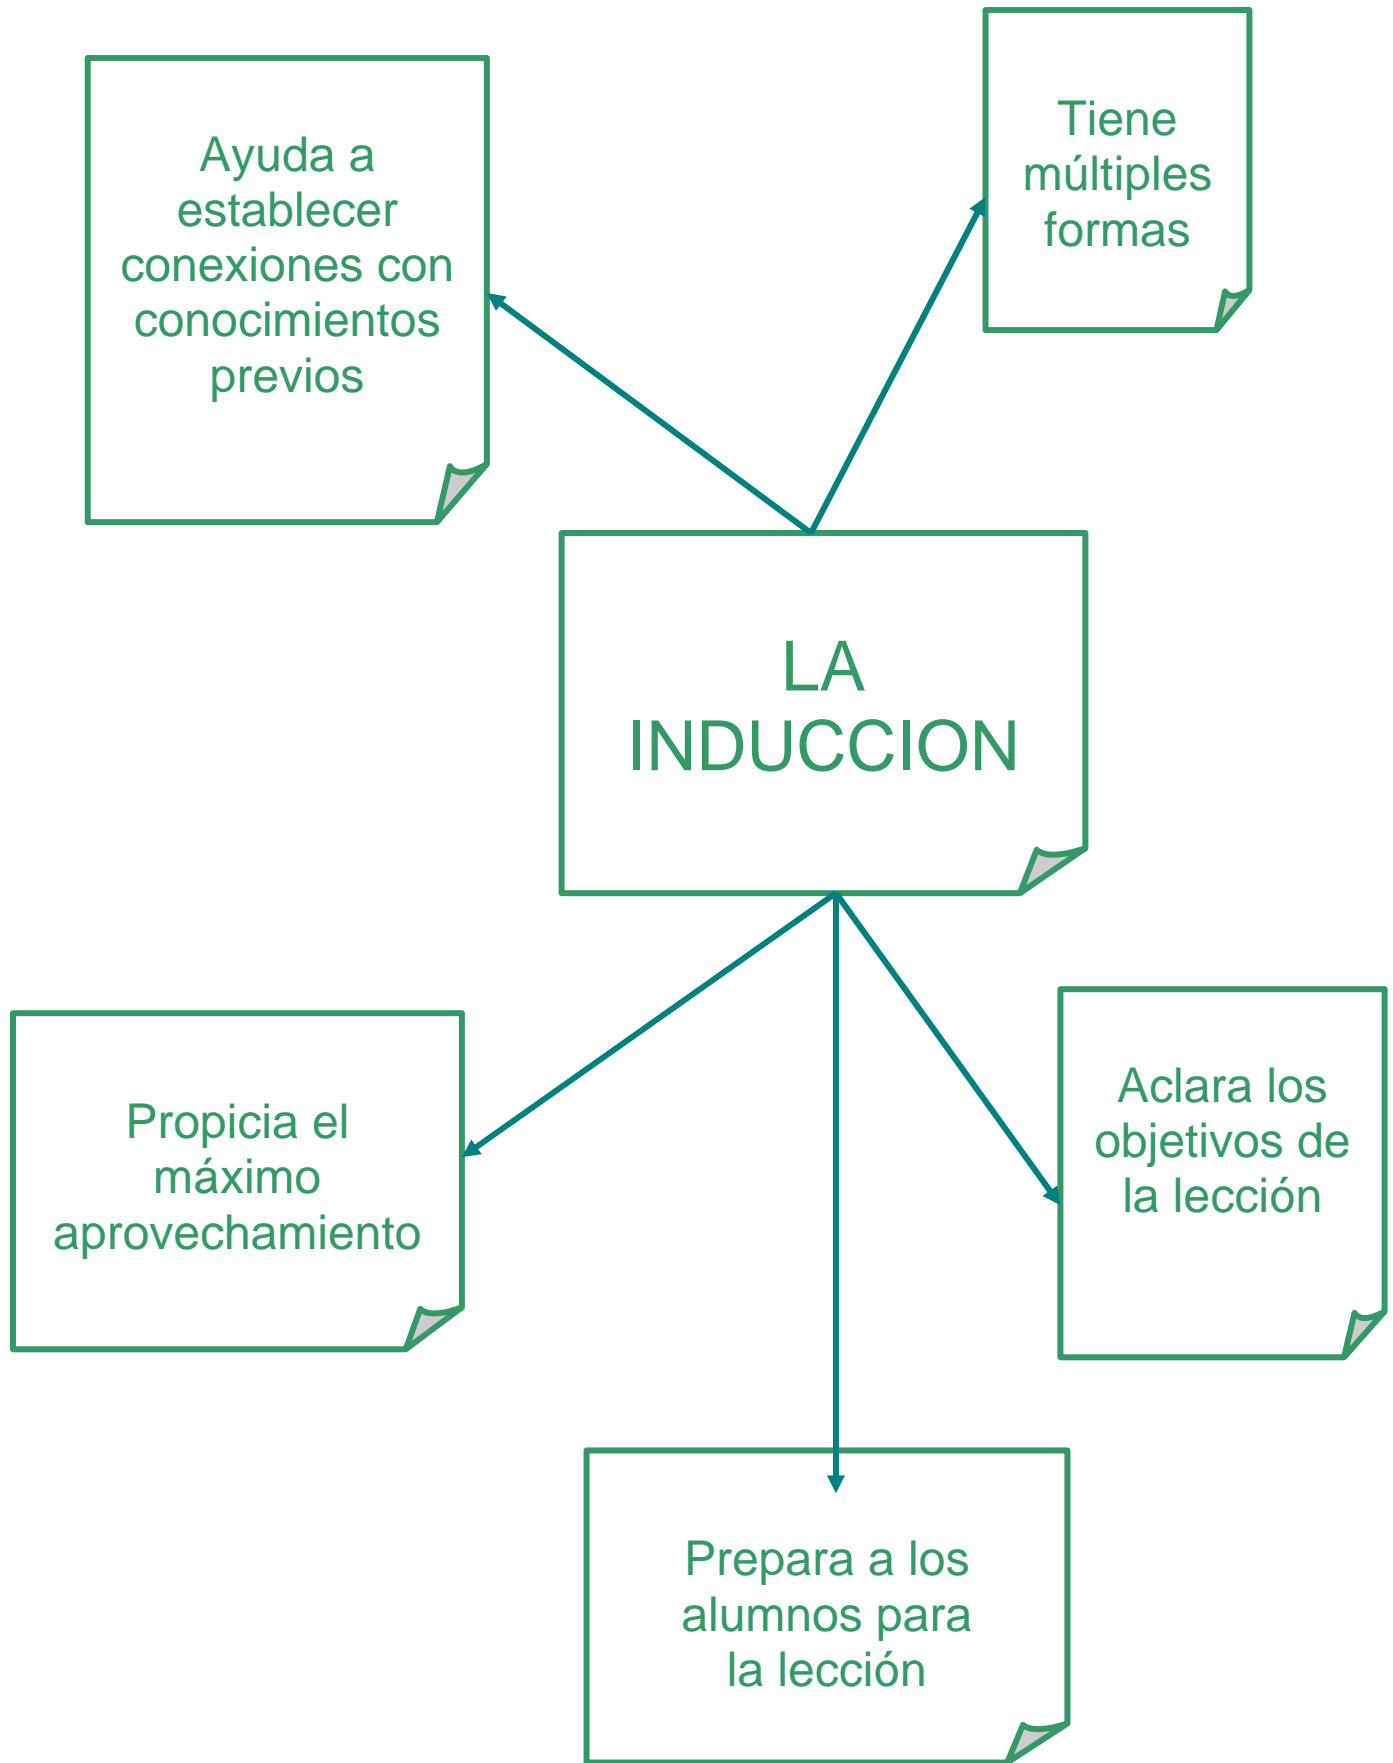 Ayuda a
establecer
conexiones con
conocimientos
previos
Tiene
múltiples
formas
LA
INDUCCION
Propicia el
máximo
aprovechamiento
Aclara los
objetivos de
la lección
Prepara a los
alumnos para
la lección